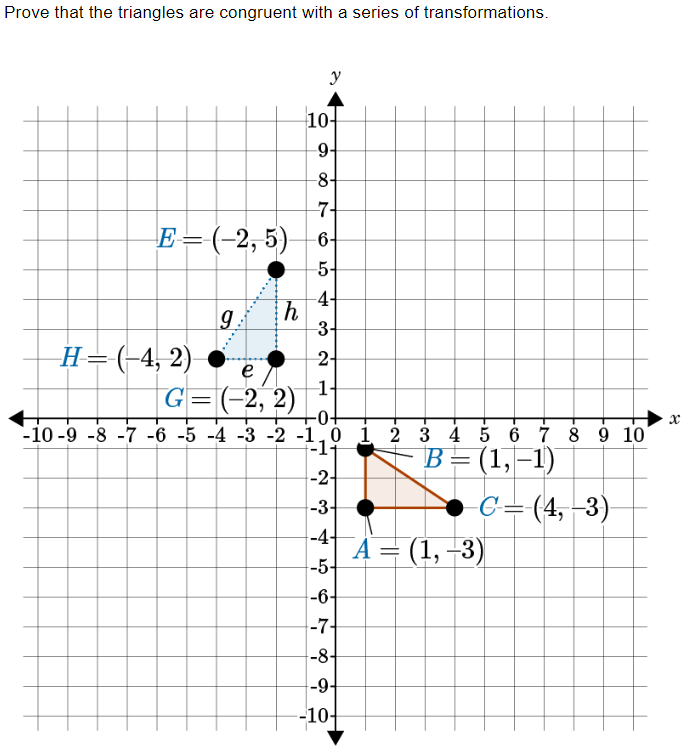 Prove that the triangles are congruent with a series of transformations.
y
10
9
8
7
E = (−2, 5) 6
5
4
g h
3
H = (−4, 2) 2
e
G = (−2, 2) 1
0
x
-10 -9 -8 -7 -6 -5 -4 -3 -2 -1 0 1 2 3 4 5 6 7 8 9 10
-1
B = (1, −1)
-2
-3 C = (4, −3)
-4
A = (1, −3)
-5
-6
-7
-8
-9
-10